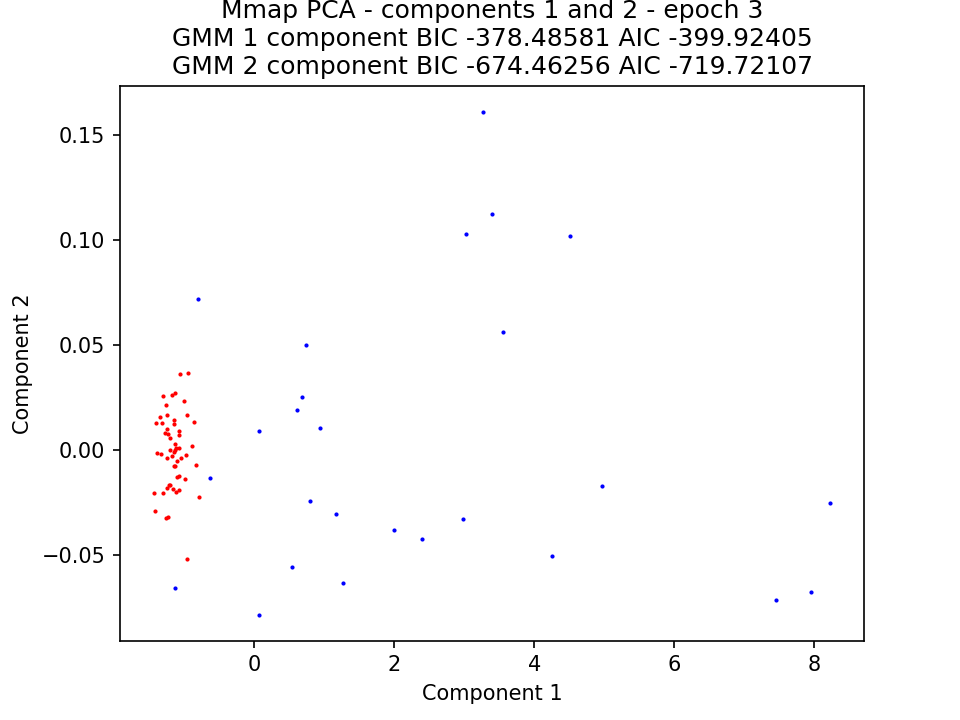 Mmap PCA - components 1 and 2 - epoch 3
GMM 1 component BIC -378.48581 AIC -399.92405
GMM 2 component BIC -674.46256 AIC -719.72107
0.15
0.10
0.05
0.00
−0.05
Component 2
0 2 4 6 8
Component 1